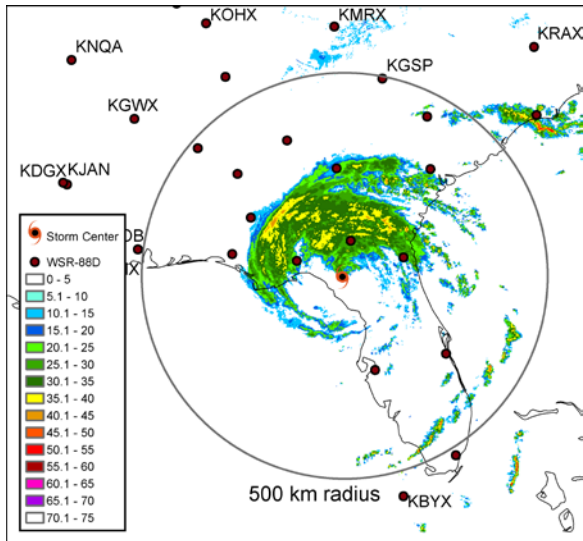 KOHX
KMRX
KRAX
KNQA
KGSP
KGWX
KDGX
KJAN
OB
IX
Storm Center
WSR-88D
0 - 5
5.1 - 10
10.1 - 15
15.1 - 20
20.1 - 25
25.1 - 30
30.1 - 35
35.1 - 40
40.1 - 45
45.1 - 50
50.1 - 55
55.1 - 60
60.1 - 65
65.1 - 70
70.1 - 75
500 km radius
KBYX